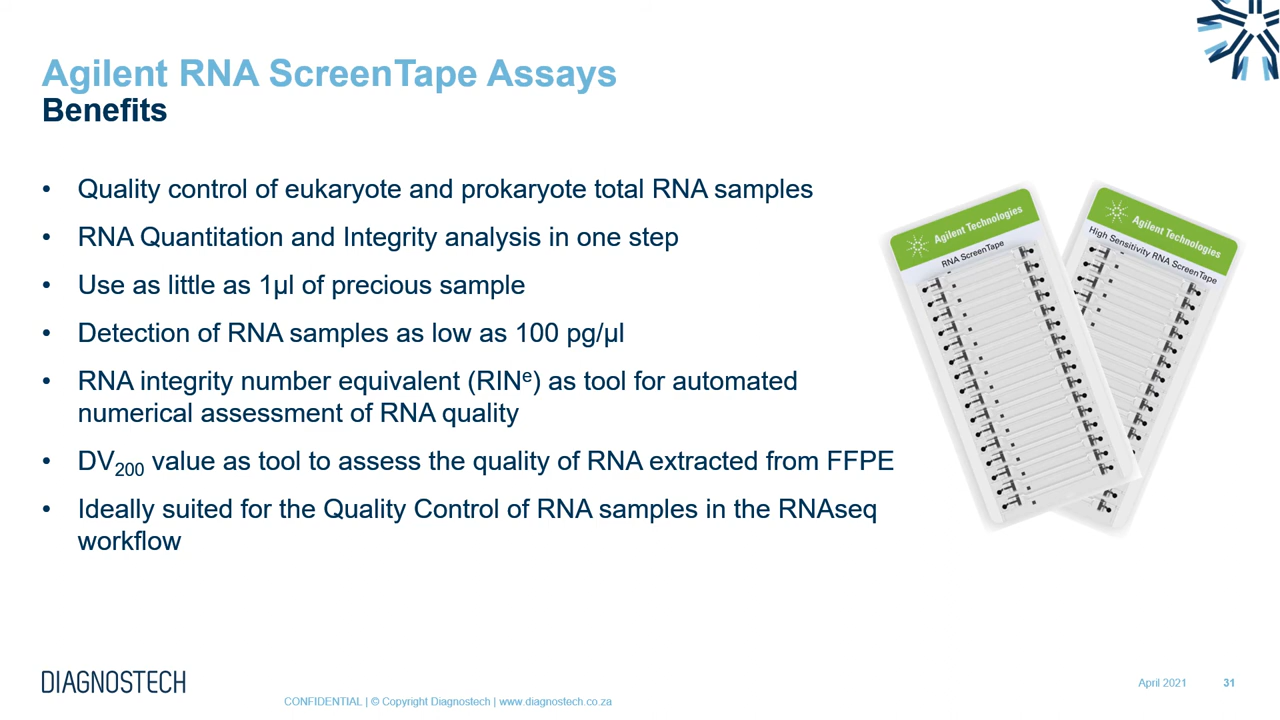 Agilent RNA ScreenTape Assays
Benefits
• Quality control of eukaryote and prokaryote total RNA samples
• RNA Quantitation and Integrity analysis in one step
• Use as little as 1µl of precious sample
• Detection of RNA samples as low as 100 pg/µl
• RNA integrity number equivalent (RINᵉ) as tool for automated
numerical assessment of RNA quality
• DV₂₀₀ value as tool to assess the quality of RNA extracted from FFPE
• Ideally suited for the Quality Control of RNA samples in the RNAseq
workflow
Agilent Technologies
RNA ScreenTape
Agilent Technologies
High Sensitivity RNA ScreenTape
DIAGNOSTECH
CONFIDENTIAL | © Copyright Diagnostech | www.diagnostech.co.za
April 2021 31